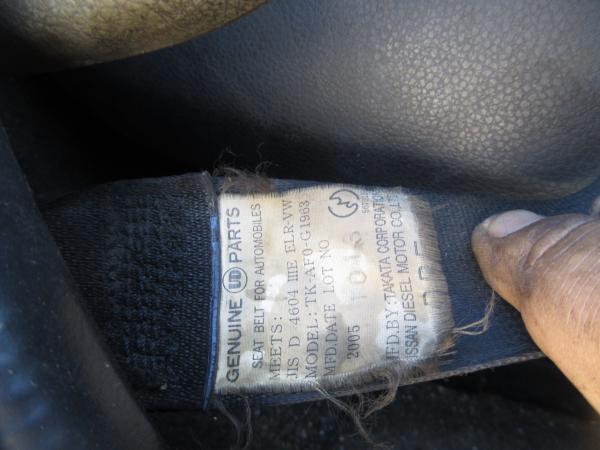 GENUINE UD PARTS
SEAT BELT FOR AUTOMOBILES
MEETS:
JIS D 4604 IIIE ELR-VW
MODEL: TK-AF0-G1963
MFD.DATE LOT NO
2005
MFD.BY:TAKATA CORPORATION
NISSAN DIESEL MOTOR CO.